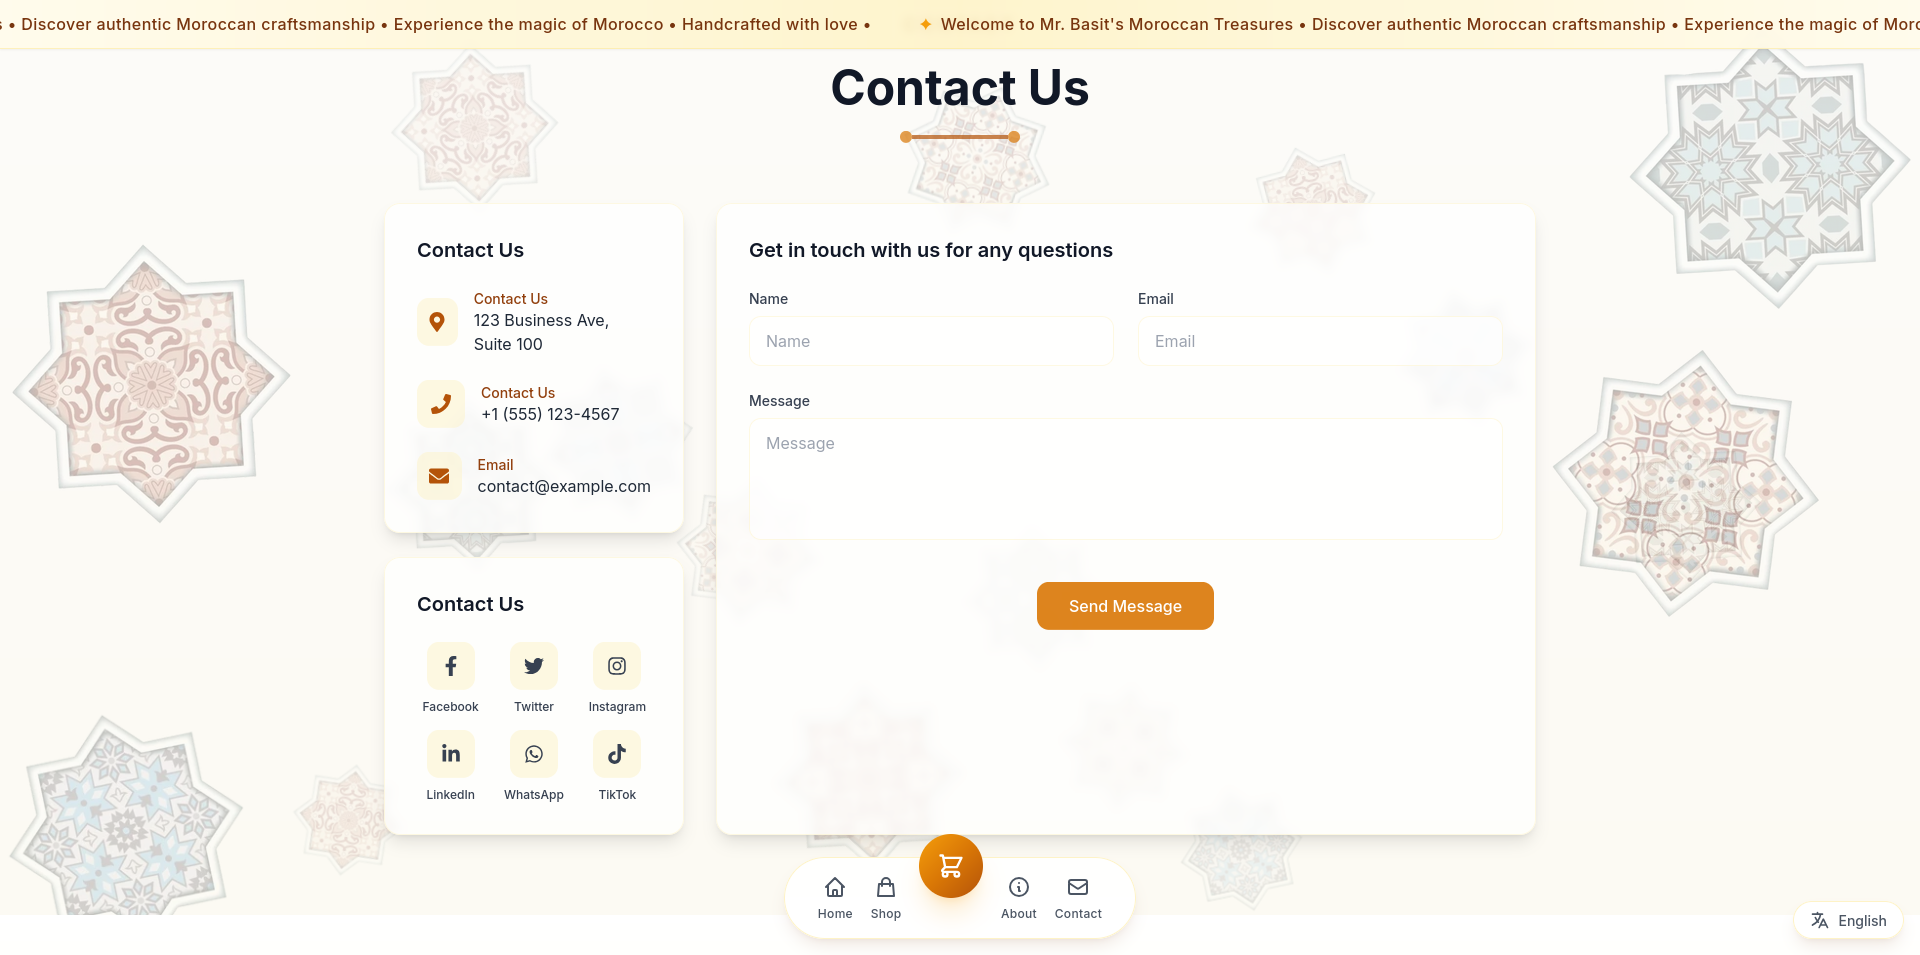 • Discover authentic Moroccan craftsmanship • Experience the magic of Morocco • Handcrafted with love • ✦ Welcome to Mr. Basit's Moroccan Treasures • Discover authentic Moroccan craftsmanship • Experience the magic of
Contact Us
Contact Us
Contact Us
123 Business Ave,
Suite 100
Contact Us
+1 (555) 123-4567
Email
contact@example.com
Contact Us
Facebook
Twitter
Instagram
LinkedIn
WhatsApp
TikTok
Get in touch with us for any questions
Name
Name
Email
Email
Message
Message
Send Message
Home
Shop
About
Contact
English